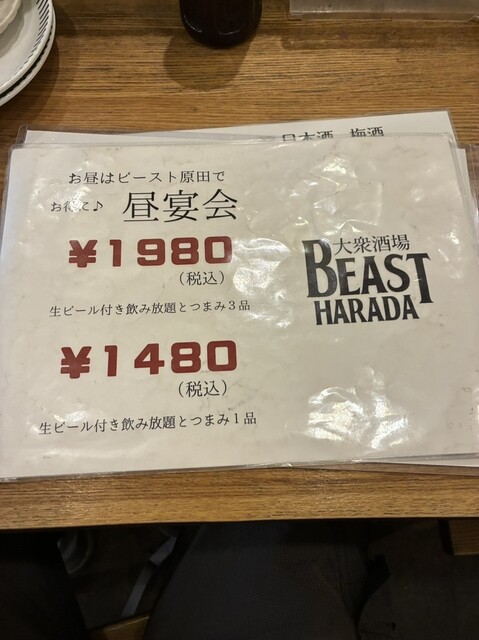 日本酒 梅酒
お昼はビースト原田で
お得に♪ 昼宴会
¥1980
(税込)
生ビール付き飲み放題とつまみ3品
¥1480
(税込)
生ビール付き飲み放題とつまみ1品
大衆酒場
BEAST
HARADA